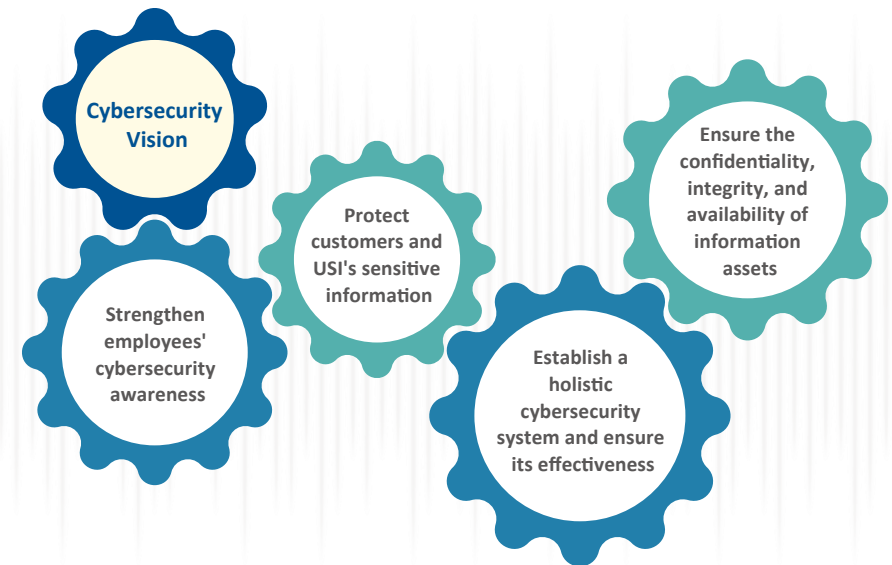 Cybersecurity
Vision
Strengthen
employees'
cybersecurity
awareness
Protect
customers and
USI's sensitive
information
Establish a
holistic
cybersecurity
system and ensure
its effectiveness
Ensure the
confidentiality,
integrity, and
availability of
information
assets